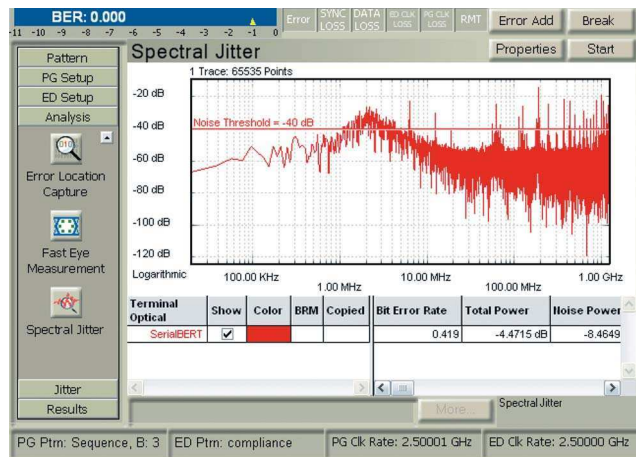 BER: 0.000
-11 -10 -9 -8 -7 -6 -5 -4 -3 -2 -1 0
Error
SYNC LOSS
DATA LOSS
ED CLK LOSS
PG CLK LOSS
RMT
Error Add
Break
Spectral Jitter
Properties
Start
Pattern
PG Setup
ED Setup
Analysis
Error Location
Capture
Fast Eye
Measurement
Spectral Jitter
Jitter
Results
1 Trace: 65535 Points
-20 dB
-40 dB
Noise Threshold = -40 dB
-60 dB
-80 dB
-100 dB
-120 dB
Logarithmic
100.00 KHz
1.00 MHz
10.00 MHz
100.00 MHz
1.00 GHz
Terminal Optical Show Color BRM Copied Bit Error Rate Total Power Noise Power
SerialBERT 0.419 -4.4715 dB -8.4649
More...
Spectral Jitter
PG Ptrn: Sequence, B: 3
ED Ptrn: compliance
PG Clk Rate: 2.50001 GHz
ED Clk Rate: 2.50000 GHz